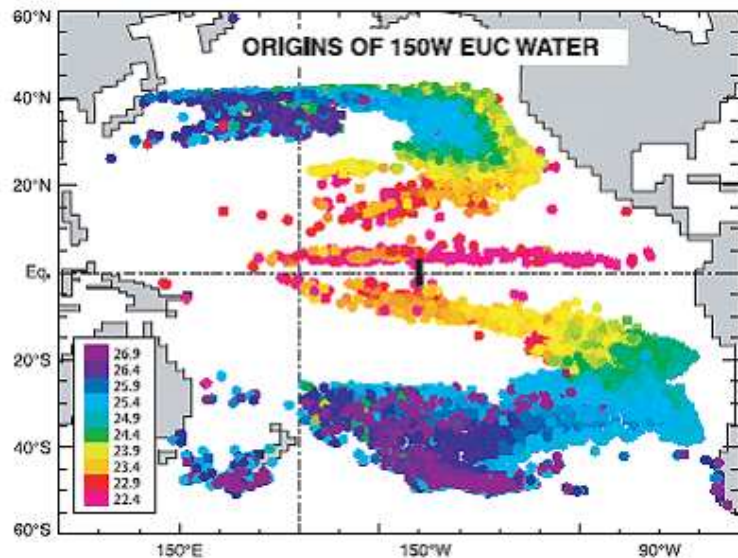 60°N
ORIGINS OF 150W EUC WATER
40°N
20°N
Eq.
26.9
26.4
25.9
25.4
24.9
24.4
23.9
23.4
22.9
22.4
20°S
40°S
60°S
150°E
150°W
90°W